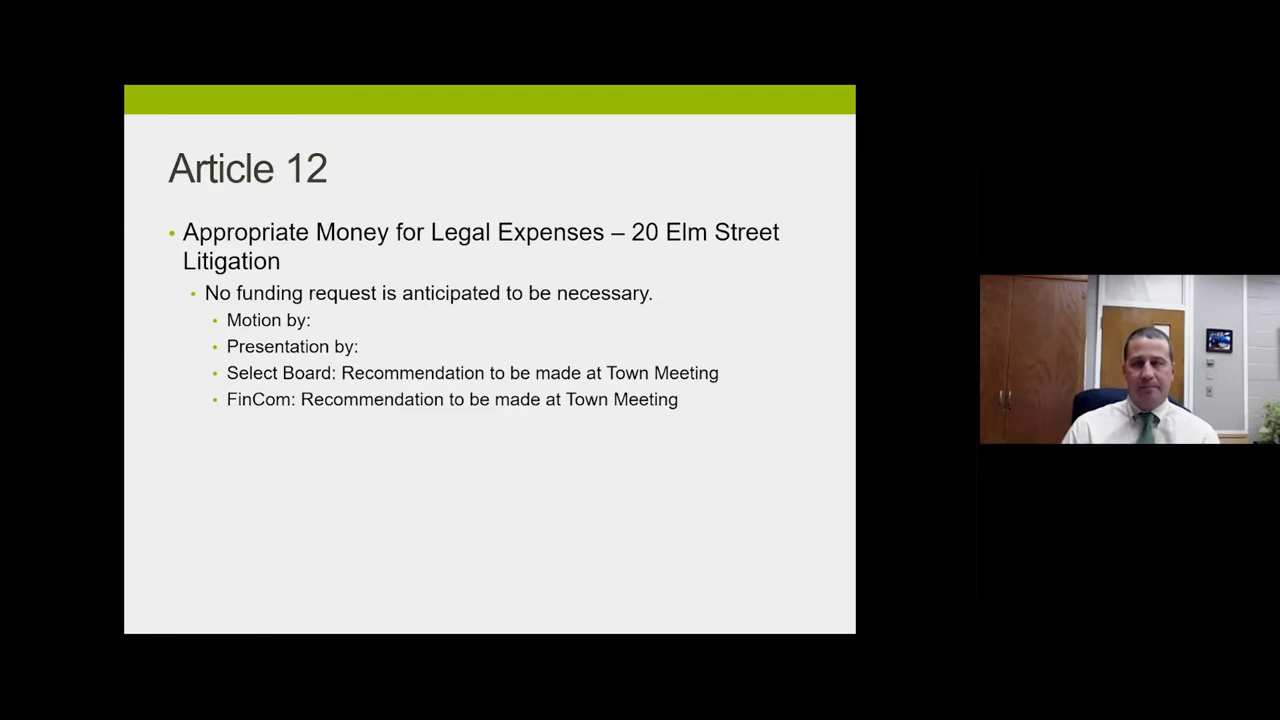 Article 12
• Appropriate Money for Legal Expenses – 20 Elm Street
Litigation
• No funding request is anticipated to be necessary.
• Motion by:
• Presentation by:
• Select Board: Recommendation to be made at Town Meeting
• FinCom: Recommendation to be made at Town Meeting